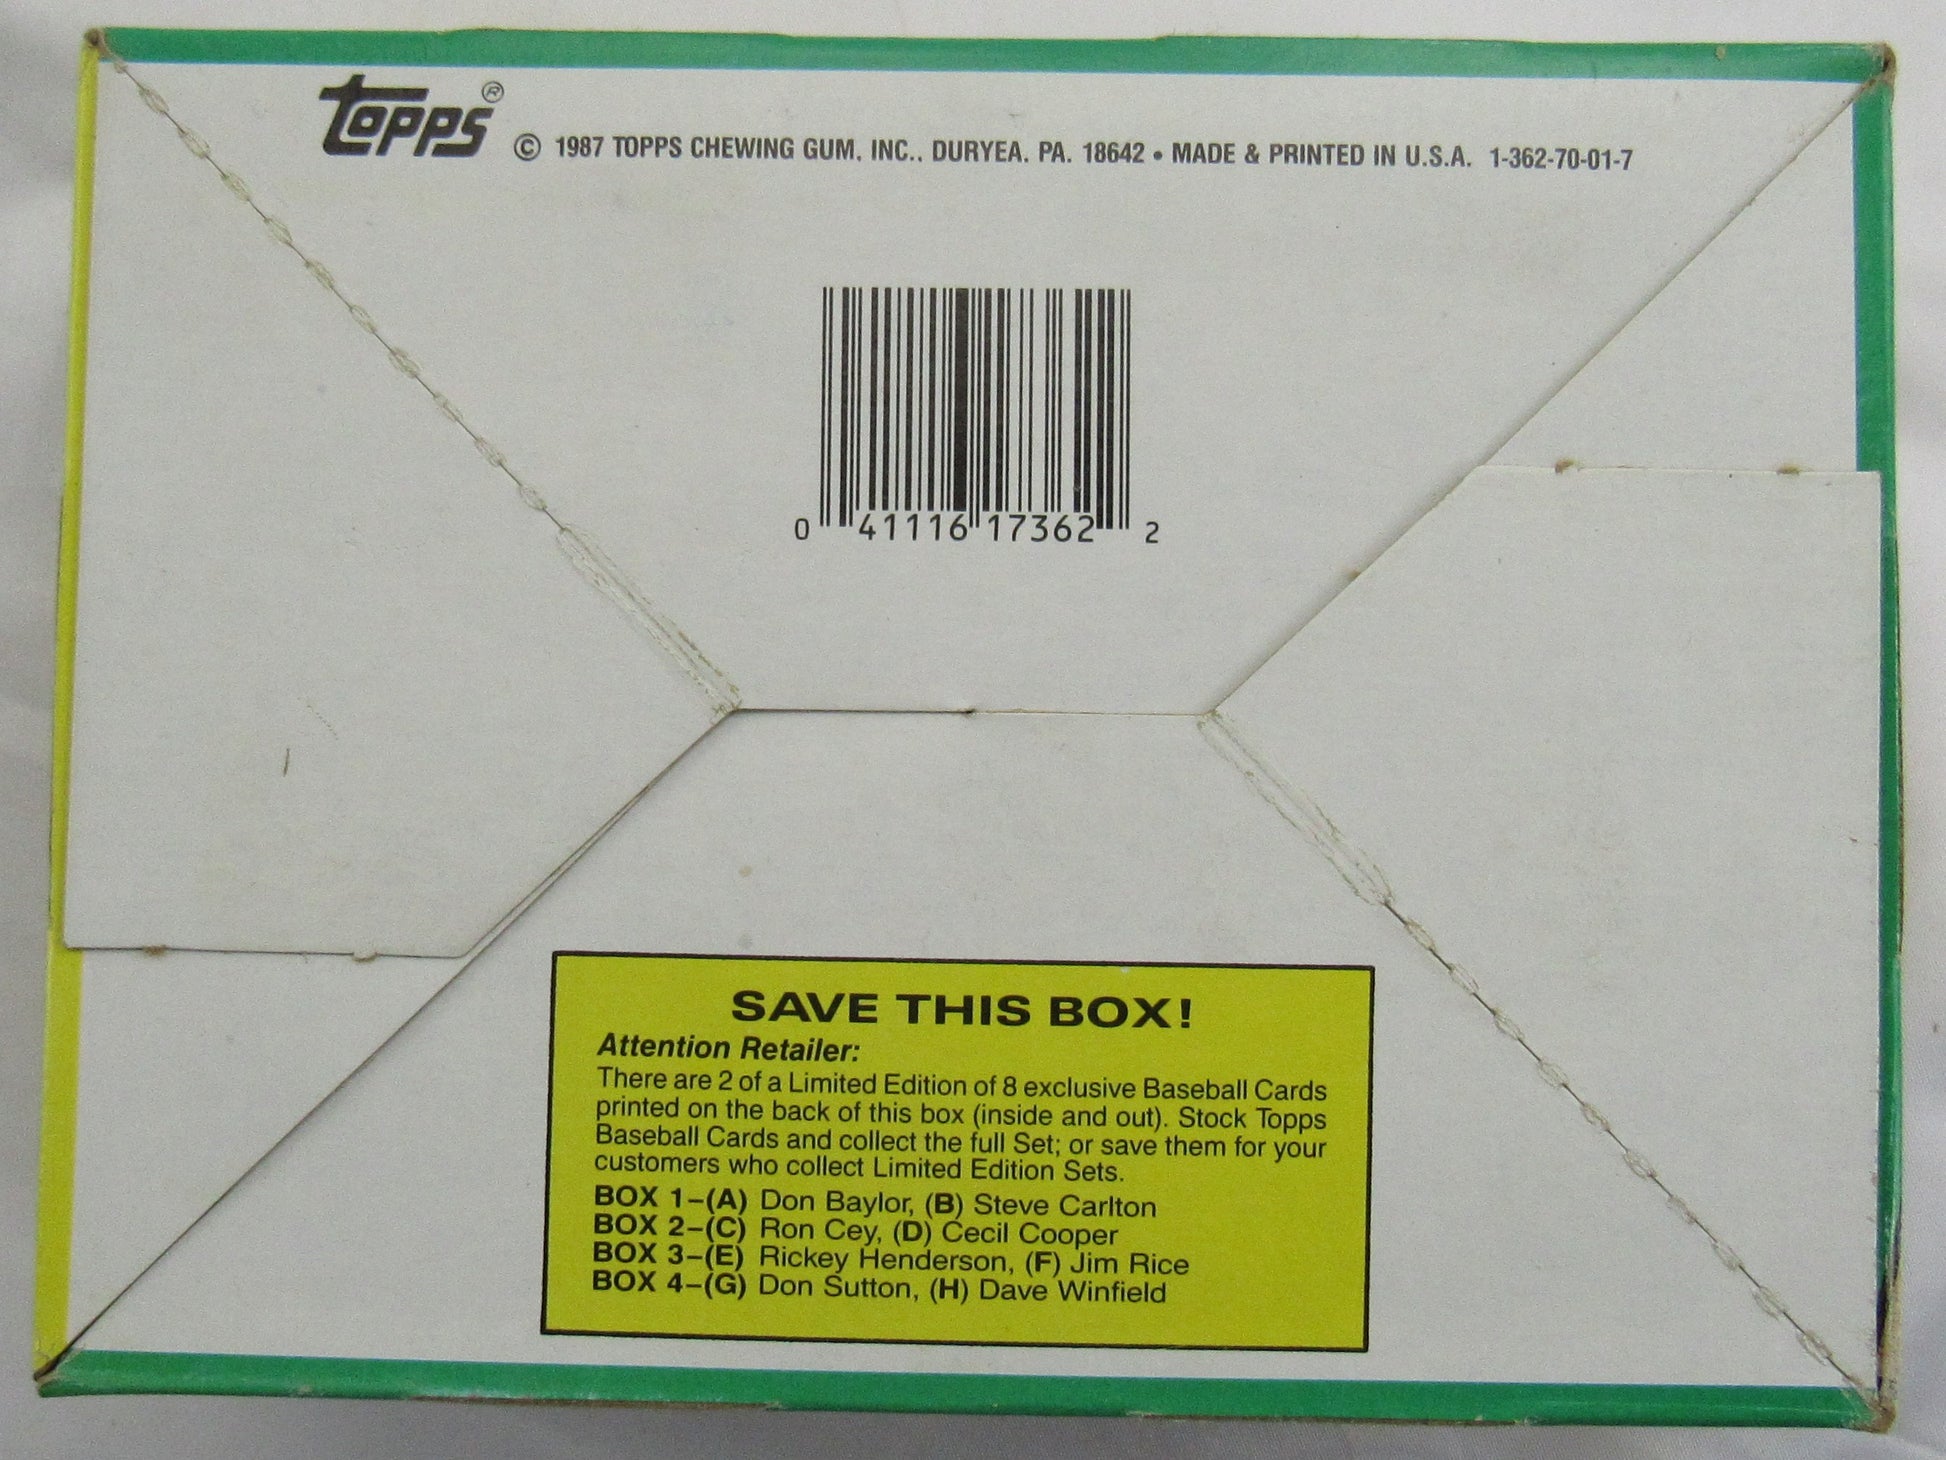 Topps® © 1987 TOPPS CHEWING GUM, INC., DURYEA, PA. 18642 • MADE & PRINTED IN U.S.A. 1-362-70-01-7
0 41116 17362 2
SAVE THIS BOX!
Attention Retailer:
There are 2 of a Limited Edition of 8 exclusive Baseball Cards
printed on the back of this box (inside and out). Stock Topps
Baseball Cards and collect the full Set; or save them for your
customers who collect Limited Edition Sets.
BOX 1–(A) Don Baylor, (B) Steve Carlton
BOX 2–(C) Ron Cey, (D) Cecil Cooper
BOX 3–(E) Rickey Henderson, (F) Jim Rice
BOX 4–(G) Don Sutton, (H) Dave Winfield